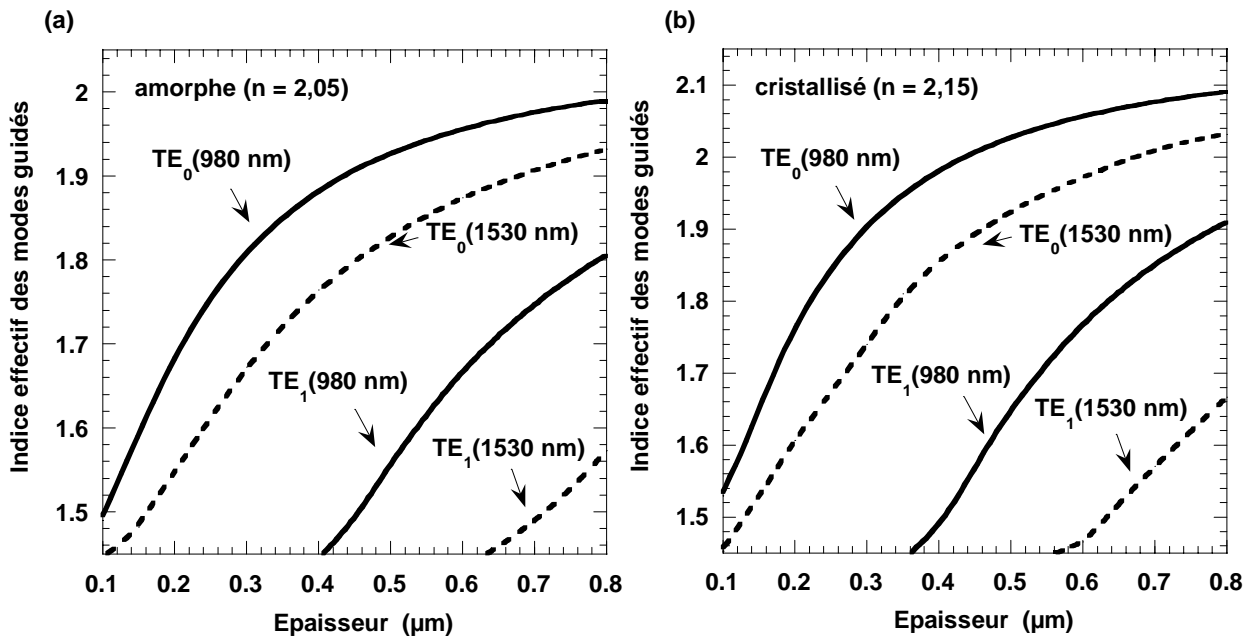 (a)
Indice effectif des modes guidés
2
1.9
1.8
1.7
1.6
1.5
amorphe (n = 2,05)
TE0(980 nm)
TE0(1530 nm)
TE1(980 nm)
TE1(1530 nm)
0.1 0.2 0.3 0.4 0.5 0.6 0.7 0.8
Epaisseur (µm)
(b)
Indice effectif des modes guidés
2.1
2
1.9
1.8
1.7
1.6
1.5
cristallisé (n = 2,15)
TE0(980 nm)
TE0(1530 nm)
TE1(980 nm)
TE1(1530 nm)
0.1 0.2 0.3 0.4 0.5 0.6 0.7 0.8
Epaisseur (µm)